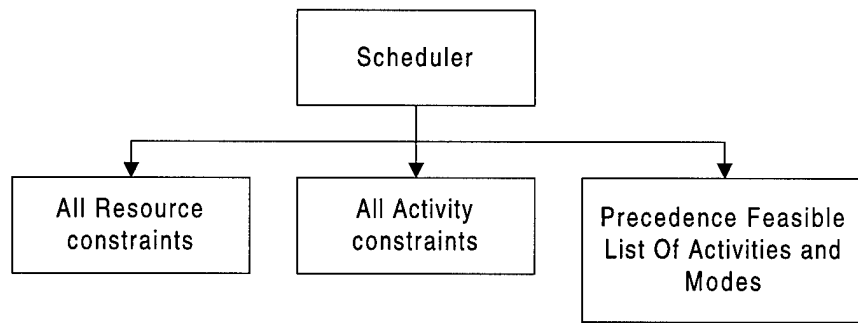 Scheduler
All Resource
constraints
All Activity
constraints
Precedence Feasible
List Of Activities and
Modes